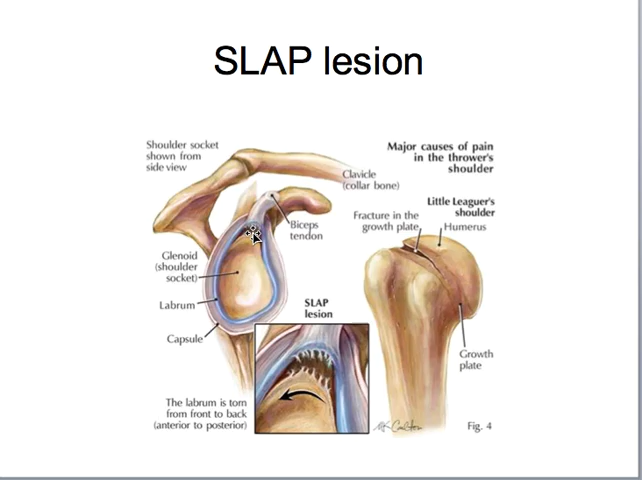 SLAP lesion
Shoulder socket
shown from
side view
Major causes of pain
in the thrower's
shoulder
Clavicle
(collar bone)
Little Leaguer's
shoulder
Fracture in the
growth plate
Humerus
Biceps
tendon
Glenoid
(shoulder
socket)
Labrum
SLAP
lesion
Capsule
Growth
plate
The labrum is torn
from front to back
(anterior to posterior)
Fig. 4